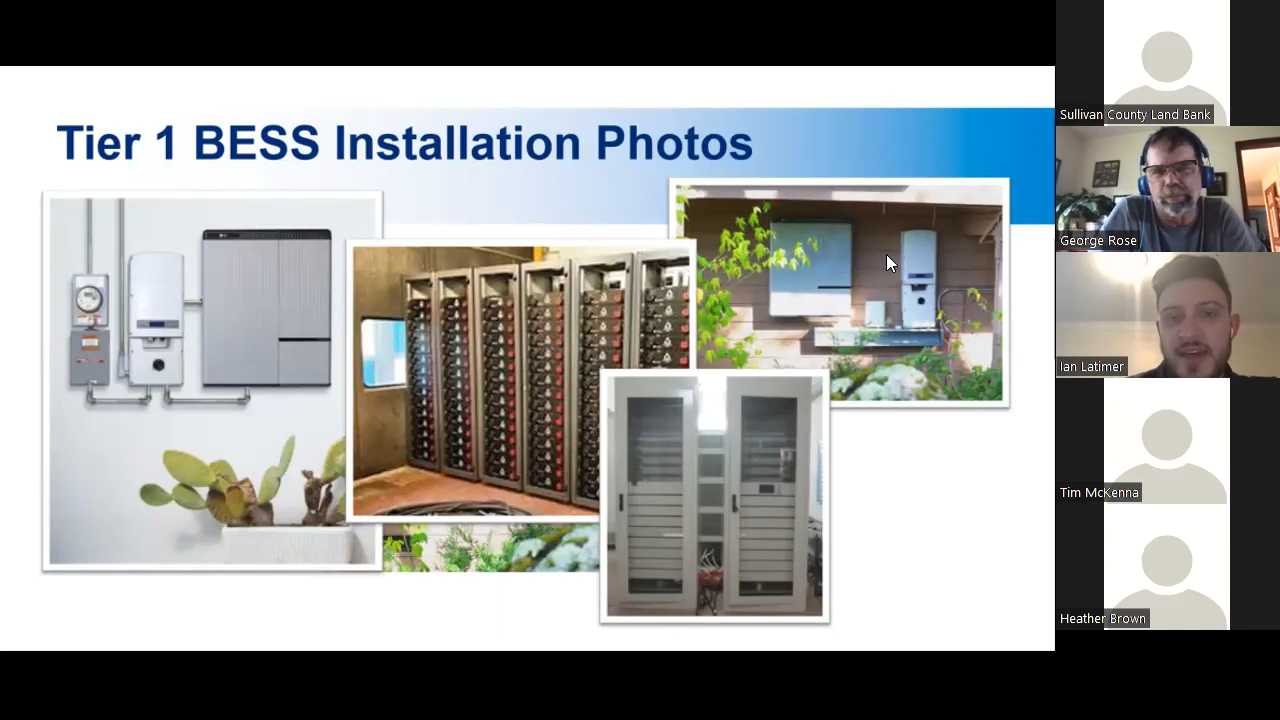 Tier 1 BESS Installation Photos
Sullivan County Land Bank
George Rose
Ian Latimer
Tim McKenna
Heather Brown